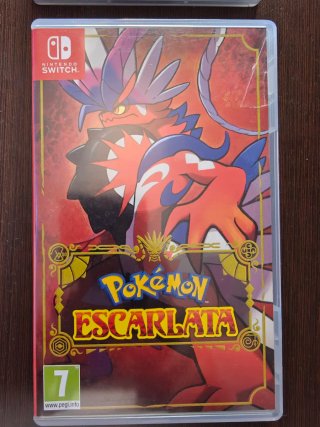 NINTENDO
SWITCH
POKÉMON
ESCARLATA
7
www.pegi.info